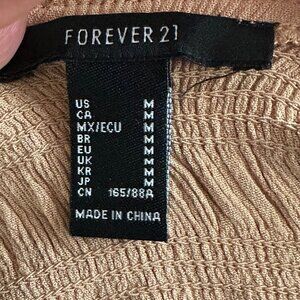 FOREVER 21
US M
CA M
MX/ECU M
BR M
EU M
UK M
KR M
JP M
CN 165/88A
MADE IN CHINA